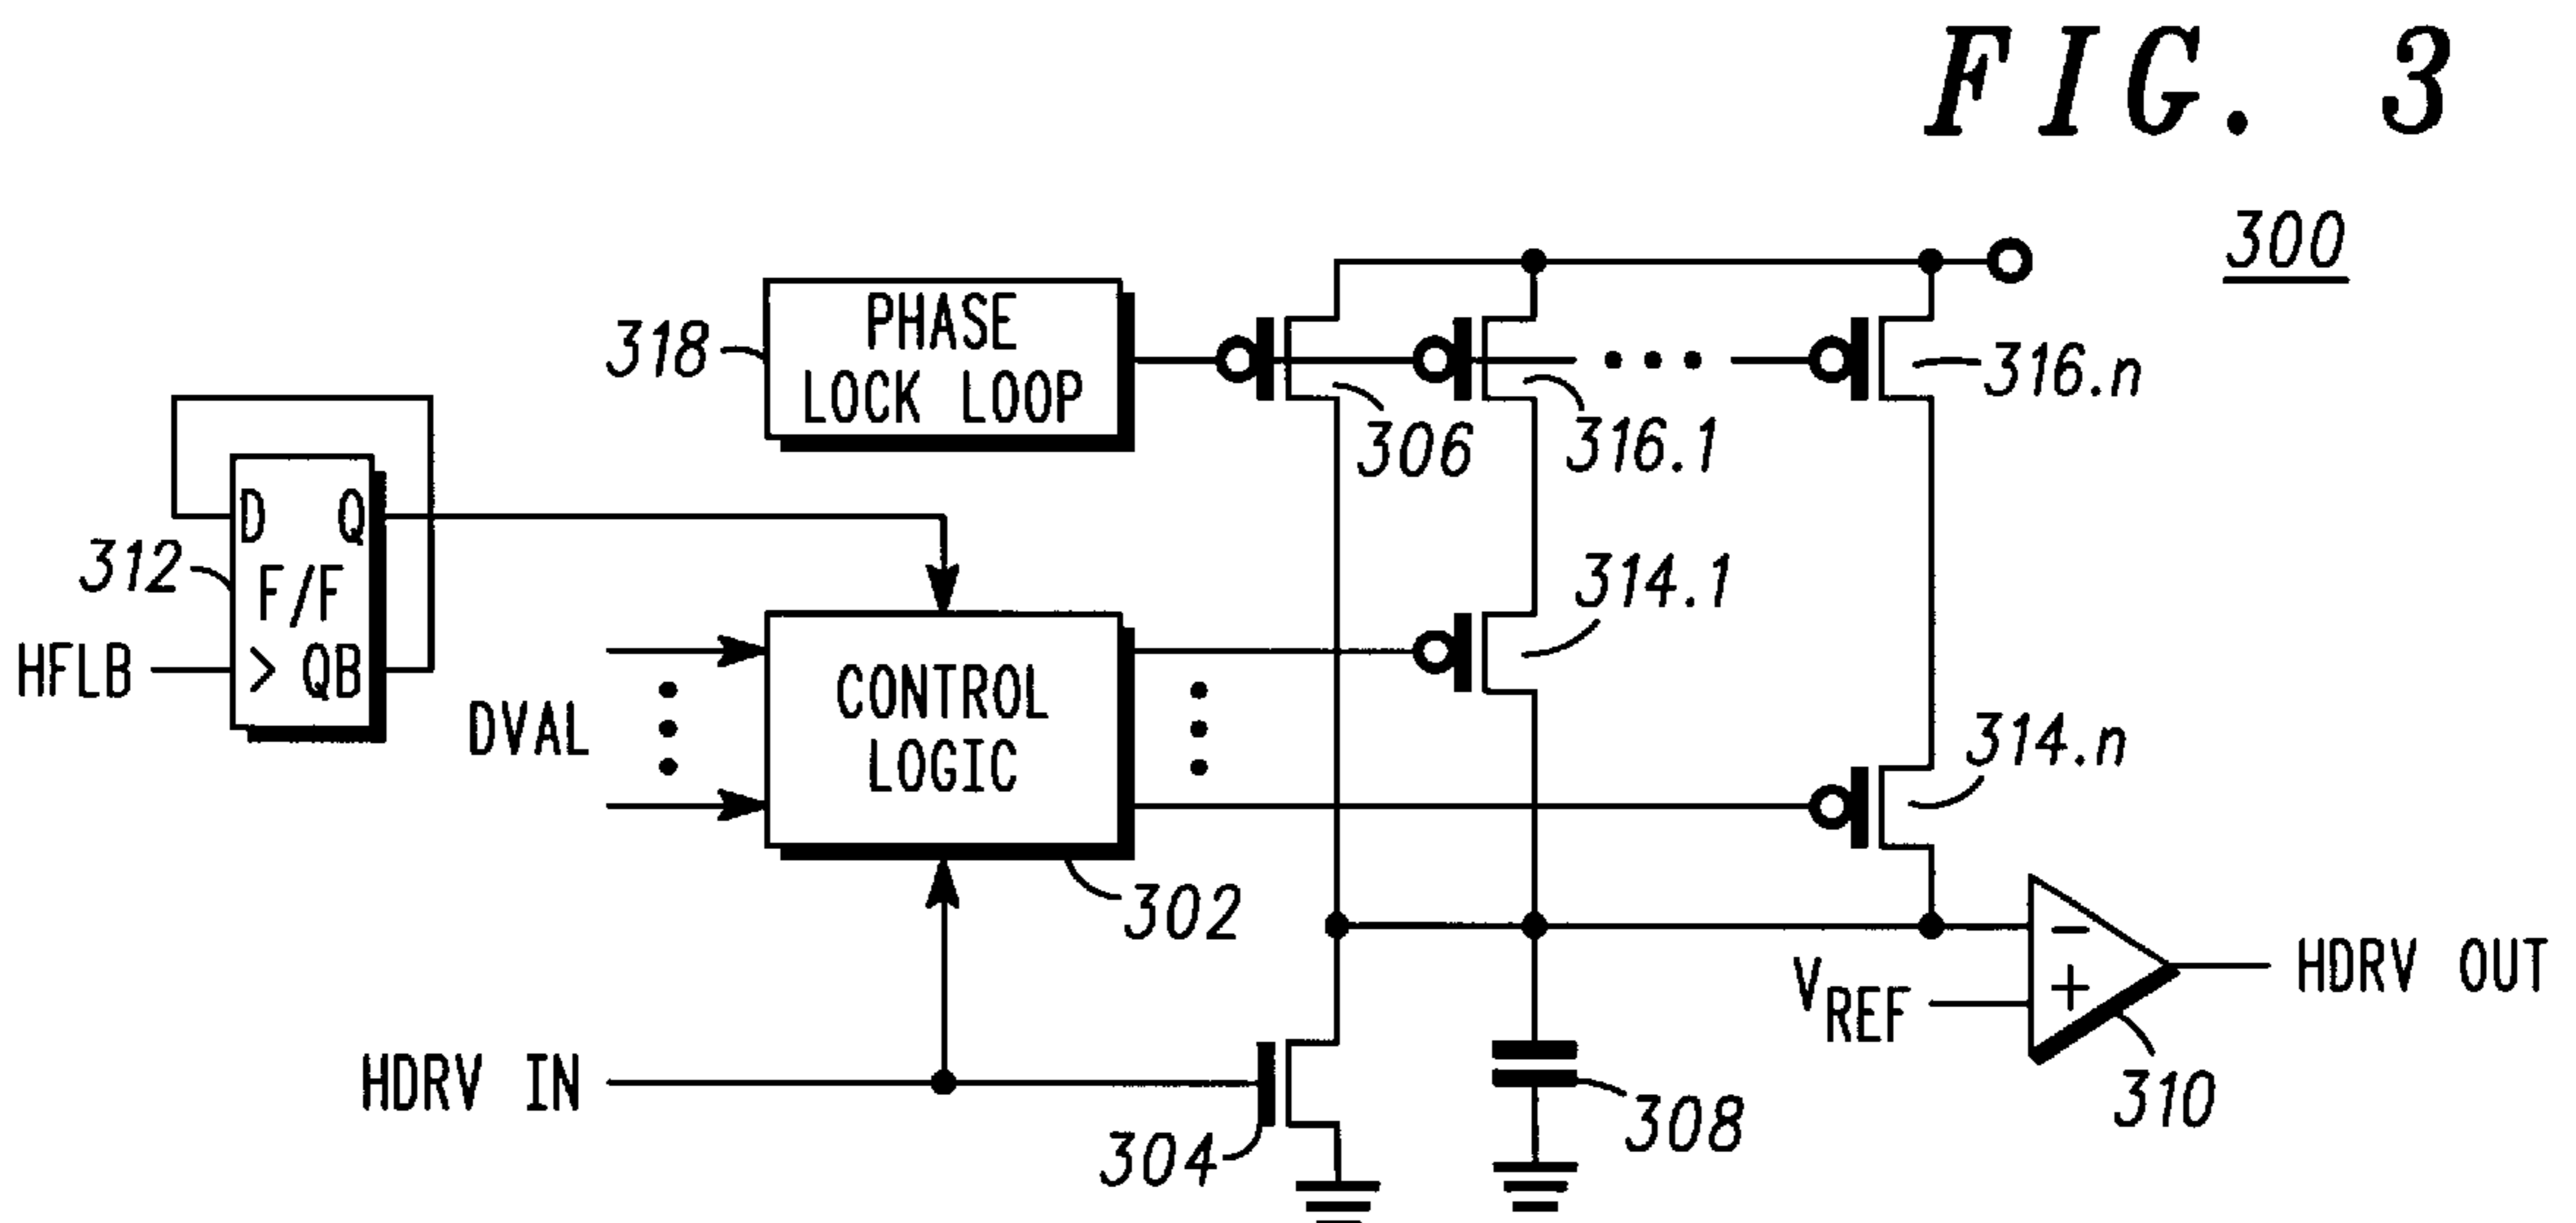 FIG. 3
300
PHASE
LOCK LOOP
318
306
316.1
316.n
D Q
F/F
> QB
312
HFLB
DVAL
CONTROL
LOGIC
302
314.1
314.n
HDRV IN
304
308
VREF
−
+
310
HDRV OUT